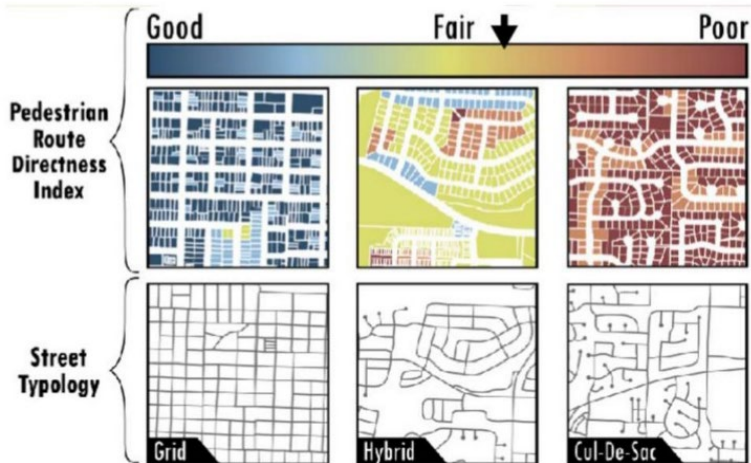 Good Fair Poor
Pedestrian
Route
Directness
Index
Street
Typology
Grid Hybrid Cul-De-Sac